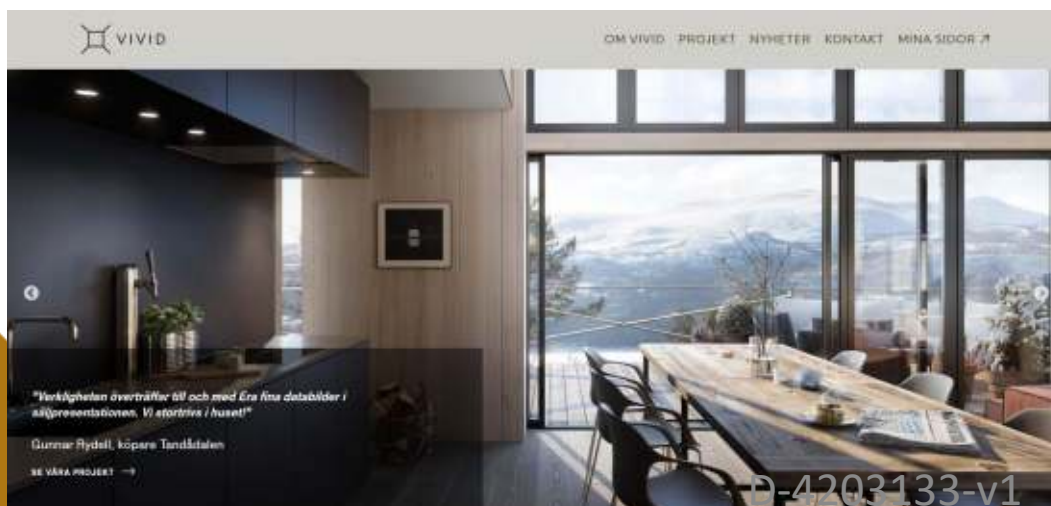 VIVID
OM VIVID PROJEKT NYHETER KONTAKT MINA SIDOR ↗
"Verkligheten överträffar till och med Era fina databilder i
säljpresentationen. Vi stortrivs i huset!"
Gunnar Rydell, köpare Tandådalen
SE VÅRA PROJEKT →
D-4203133-v1